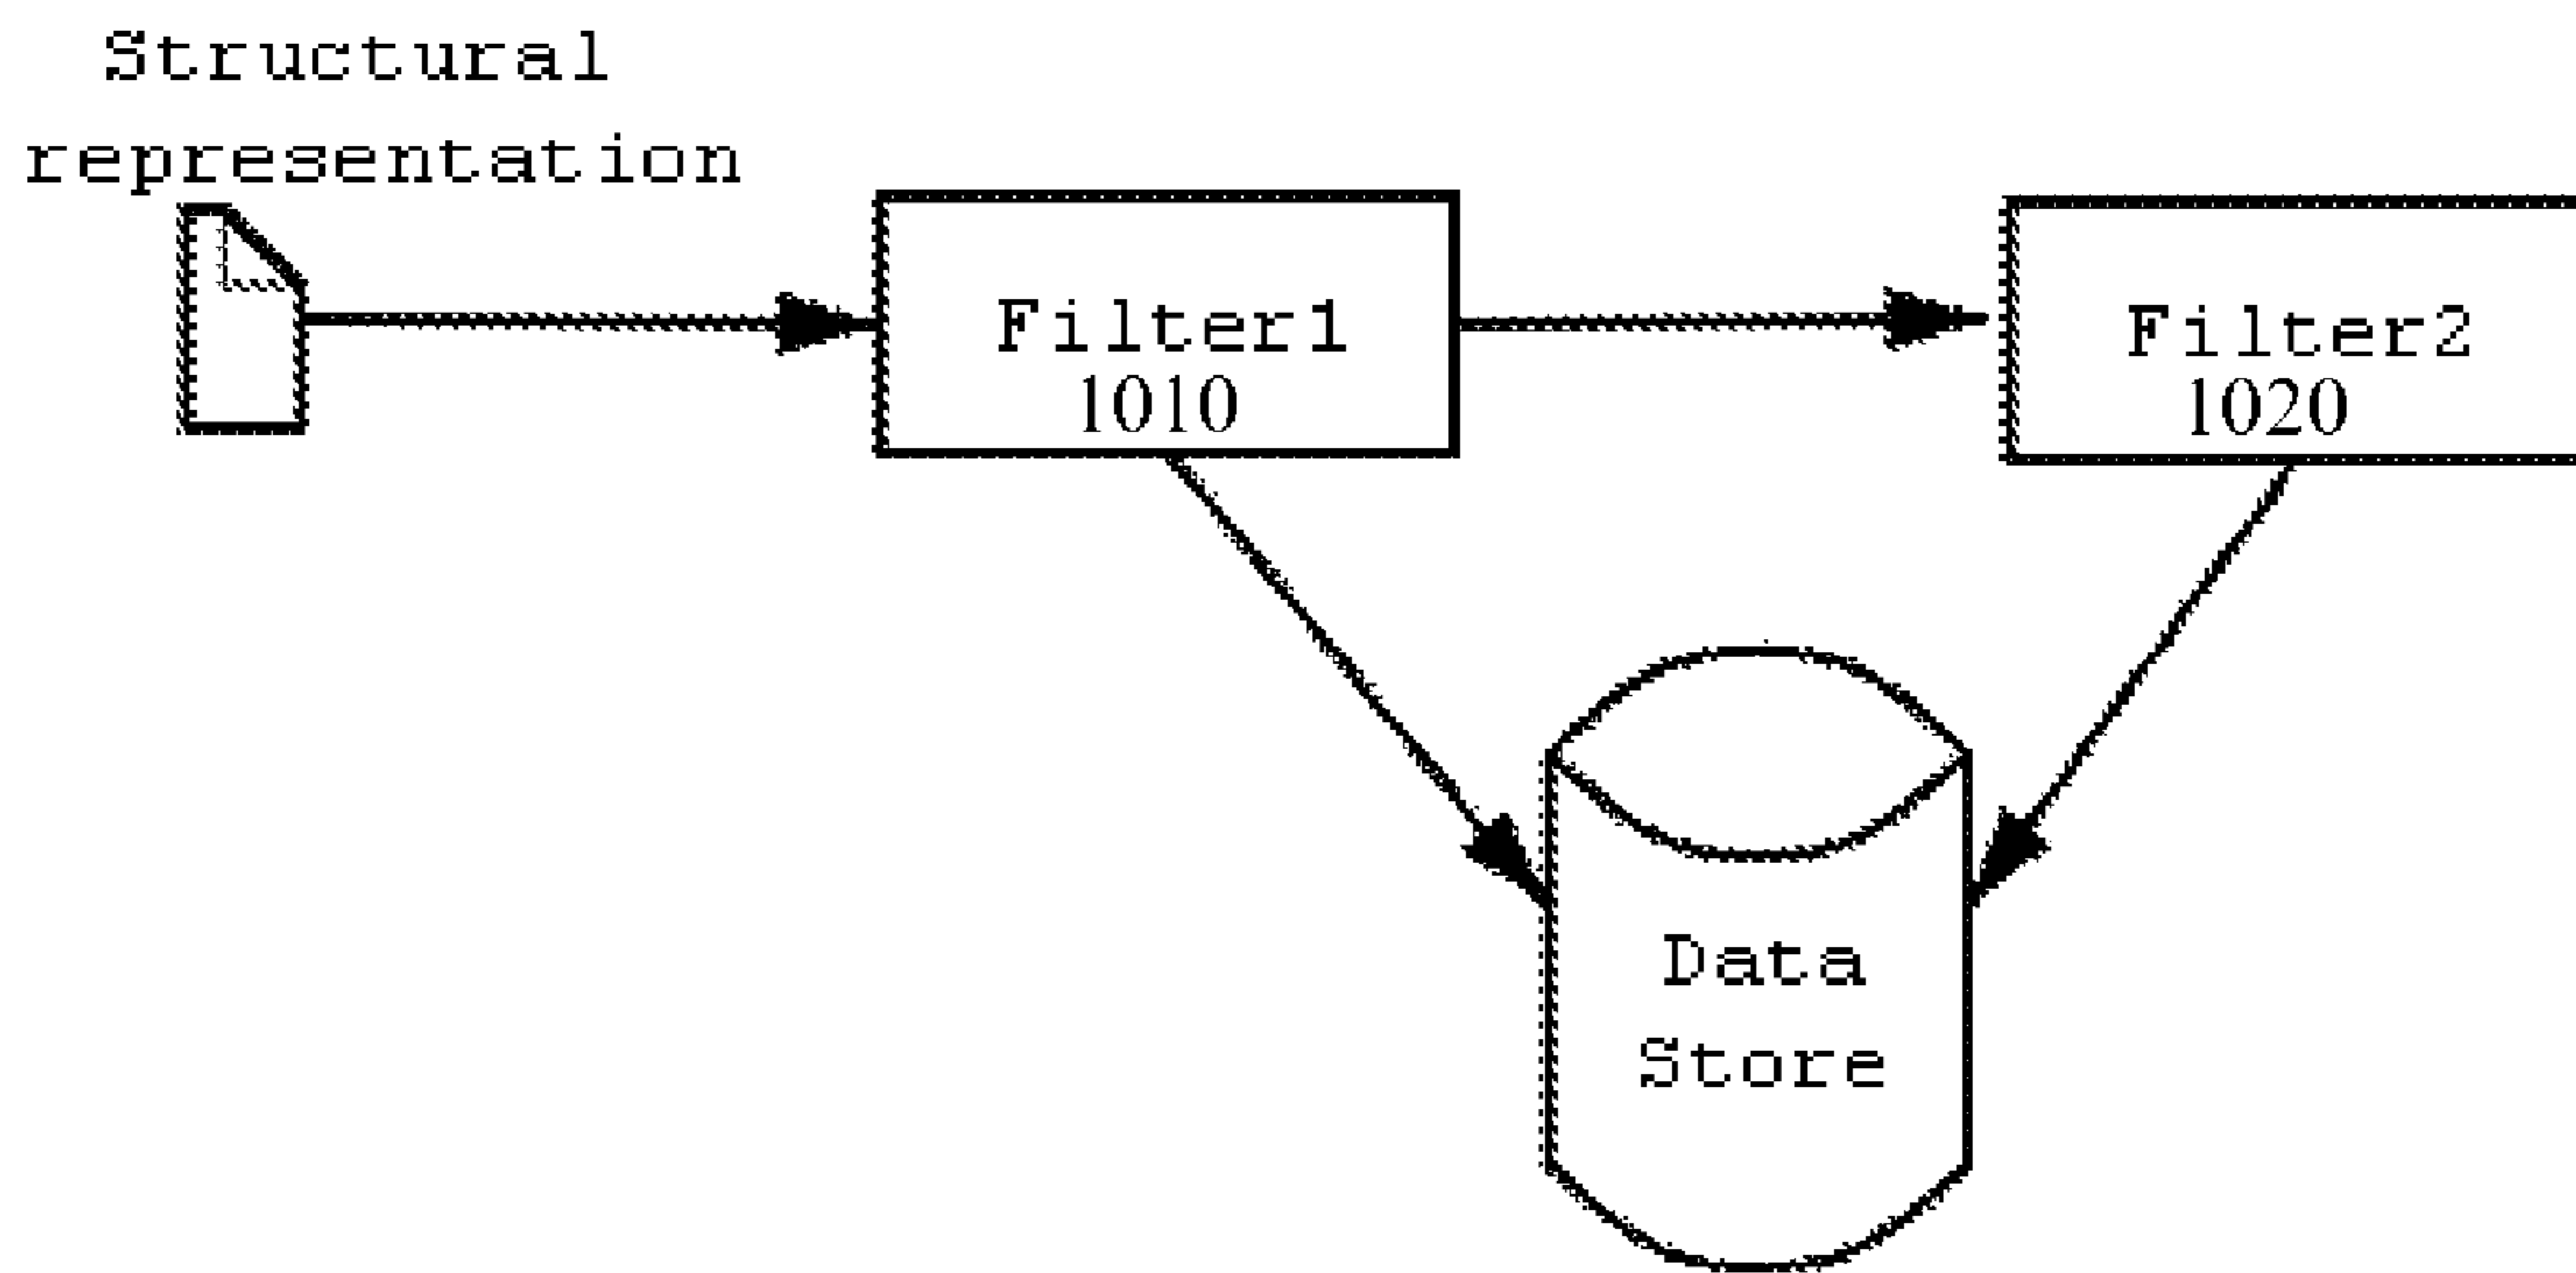 Structural
representation
Filter1
1010
Filter2
1020
Data
Store